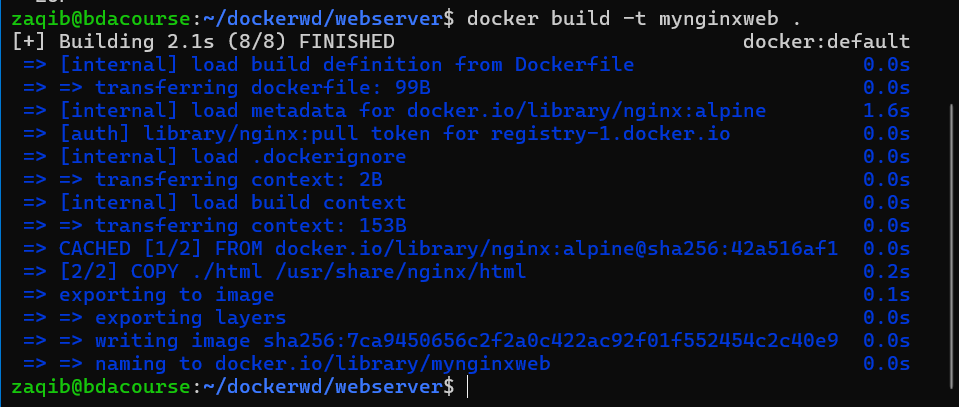 zaqib@bdacourse:~/dockerwd/webserver$ docker build -t mynginxweb .
[+] Building 2.1s (8/8) FINISHED docker:default
=> [internal] load build definition from Dockerfile 0.0s
=> => transferring dockerfile: 99B 0.0s
=> [internal] load metadata for docker.io/library/nginx:alpine 1.6s
=> [auth] library/nginx:pull token for registry-1.docker.io 0.0s
=> [internal] load .dockerignore 0.0s
=> => transferring context: 2B 0.0s
=> [internal] load build context 0.0s
=> => transferring context: 153B 0.0s
=> CACHED [1/2] FROM docker.io/library/nginx:alpine@sha256:42a516af1 0.0s
=> [2/2] COPY ./html /usr/share/nginx/html 0.2s
=> exporting to image 0.1s
=> => exporting layers 0.0s
=> => writing image sha256:7ca9450656c2f2a0c422ac92f01f552454c2c40e9 0.0s
=> => naming to docker.io/library/mynginxweb 0.0s
zaqib@bdacourse:~/dockerwd/webserver$